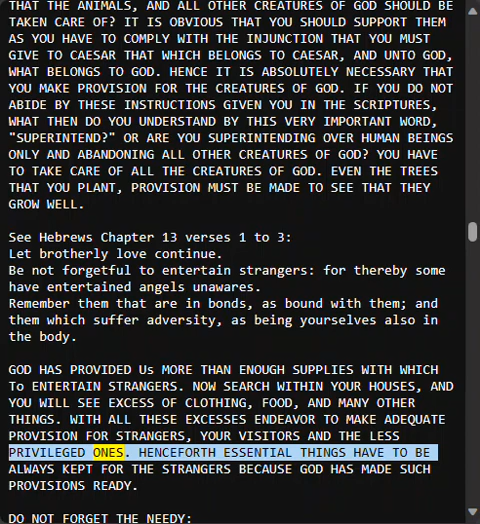 THAT THE ANIMALS, AND ALL OTHER CREATURES OF GOD SHOULD BE
TAKEN CARE OF? IT IS OBVIOUS THAT YOU SHOULD SUPPORT THEM
AS YOU HAVE TO COMPLY WITH THE INJUNCTION THAT YOU MUST
GIVE TO CAESAR THAT WHICH BELONGS TO CAESAR, AND UNTO GOD,
WHAT BELONGS TO GOD. HENCE IT IS ABSOLUTELY NECESSARY THAT
YOU MAKE PROVISION FOR THE CREATURES OF GOD. IF YOU DO NOT
ABIDE BY THESE INSTRUCTIONS GIVEN YOU IN THE SCRIPTURES,
WHAT THEN DO YOU UNDERSTAND BY THIS VERY IMPORTANT WORD,
"SUPERINTEND?" OR ARE YOU SUPERINTENDING OVER HUMAN BEINGS
ONLY AND ABANDONING ALL OTHER CREATURES OF GOD? YOU HAVE
TO TAKE CARE OF ALL THE CREATURES OF GOD. EVEN THE TREES
THAT YOU PLANT, PROVISION MUST BE MADE TO SEE THAT THEY
GROW WELL.
See Hebrews Chapter 13 verses 1 to 3:
Let brotherly love continue.
Be not forgetful to entertain strangers: for thereby some
have entertained angels unawares.
Remember them that are in bonds, as bound with them; and
them which suffer adversity, as being yourselves also in
the body.
GOD HAS PROVIDED Us MORE THAN ENOUGH SUPPLIES WITH WHICH
To ENTERTAIN STRANGERS. NOW SEARCH WITHIN YOUR HOUSES, AND
YOU WILL SEE EXCESS OF CLOTHING, FOOD, AND MANY OTHER
THINGS. WITH ALL THESE EXCESSES ENDEAVOR TO MAKE ADEQUATE
PROVISION FOR STRANGERS, YOUR VISITORS AND THE LESS
PRIVILEGED ONES. HENCEFORTH ESSENTIAL THINGS HAVE TO BE
ALWAYS KEPT FOR THE STRANGERS BECAUSE GOD HAS MADE SUCH
PROVISIONS READY.
DO NOT FORGET THE NEEDY: